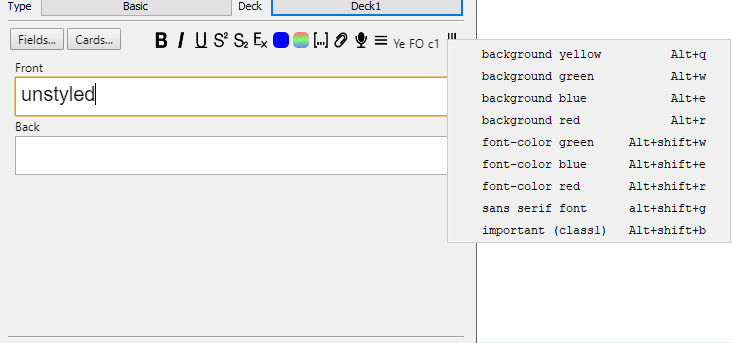 Type Basic Deck Deck1
Fields... Cards... B I U S² S₂ Eₓ [...] Ye FO c1
Front
unstyled
Back
background yellow Alt+q
background green Alt+w
background blue Alt+e
background red Alt+r
font-color green Alt+shift+w
font-color blue Alt+shift+e
font-color red Alt+shift+r
sans serif font alt+shift+g
important (class1) Alt+shift+b